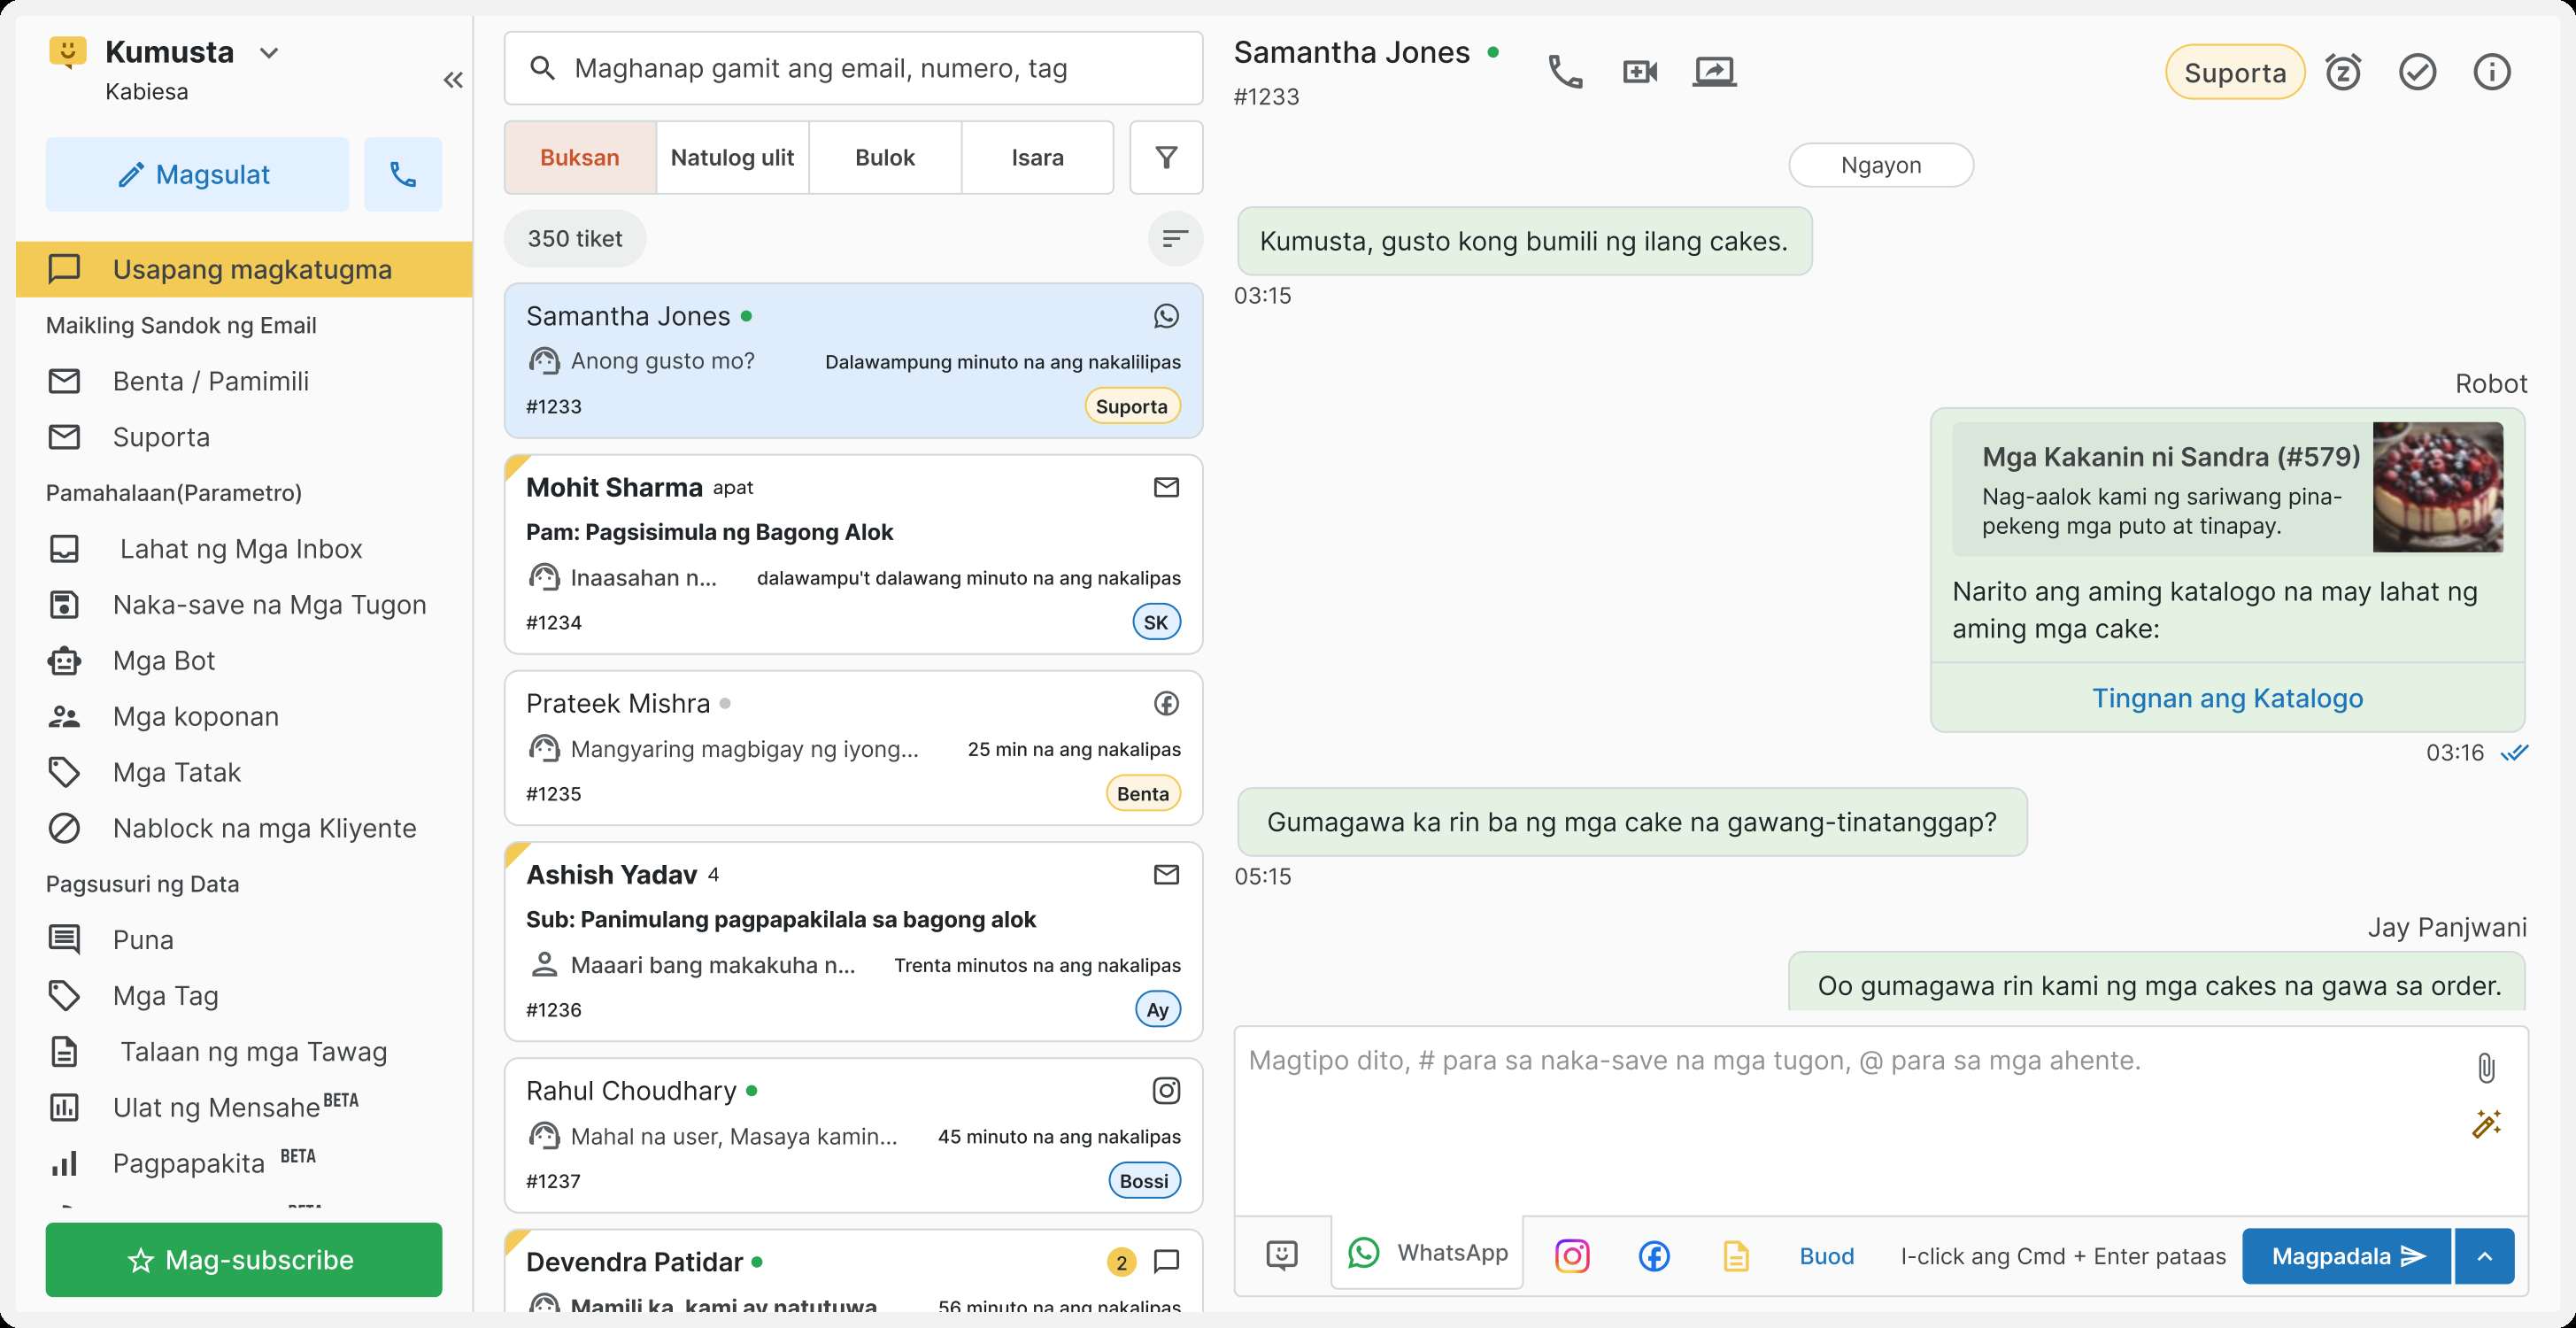 Kumusta
Kabiesa
Magsulat
Usapang magkatugma
Maikling Sandok ng Email
Benta / Pamimili
Suporta
Pamahalaan(Parametro)
Lahat ng Mga Inbox
Naka-save na Mga Tugon
Mga Bot
Mga koponan
Mga Tatak
Nablock na mga Kliyente
Pagsusuri ng Data
Puna
Mga Tag
Talaan ng mga Tawag
Ulat ng Mensahe BETA
Pagpapakita BETA
BETA
Mag-subscribe
Maghanap gamit ang email, numero, tag
Buksan
Natulog ulit
Bulok
Isara
350 tiket
Samantha Jones
Anong gusto mo? Dalawampung minuto na ang nakalilipas
#1233 Suporta
Mohit Sharma apat
Pam: Pagsisimula ng Bagong Alok
Inaasahan n... dalawampu't dalawang minuto na ang nakalipas
#1234 SK
Prateek Mishra
Mangyaring magbigay ng iyong... 25 min na ang nakalipas
#1235 Benta
Ashish Yadav 4
Sub: Panimulang pagpapakilala sa bagong alok
Maaari bang makakuha n... Trenta minutos na ang nakalipas
#1236 Ay
Rahul Choudhary
Mahal na user, Masaya kamin... 45 minuto na ang nakalipas
#1237 Bossi
Devendra Patidar 2
Mamili ka, kami ay natutuwa 56 minuto na ang nakalipas
Samantha Jones
#1233
Suporta
Ngayon
Kumusta, gusto kong bumili ng ilang cakes.
03:15
Robot
Mga Kakanin ni Sandra (#579)
Nag-aalok kami ng sariwang pina-
pekeng mga puto at tinapay.
Narito ang aming katalogo na may lahat ng
aming mga cake:
Tingnan ang Katalogo
03:16
Gumagawa ka rin ba ng mga cake na gawang-tinatanggap?
05:15
Jay Panjwani
Oo gumagawa rin kami ng mga cakes na gawa sa order.
Magtipo dito, # para sa naka-save na mga tugon, @ para sa mga ahente.
WhatsApp
Buod
I-click ang Cmd + Enter pataas
Magpadala